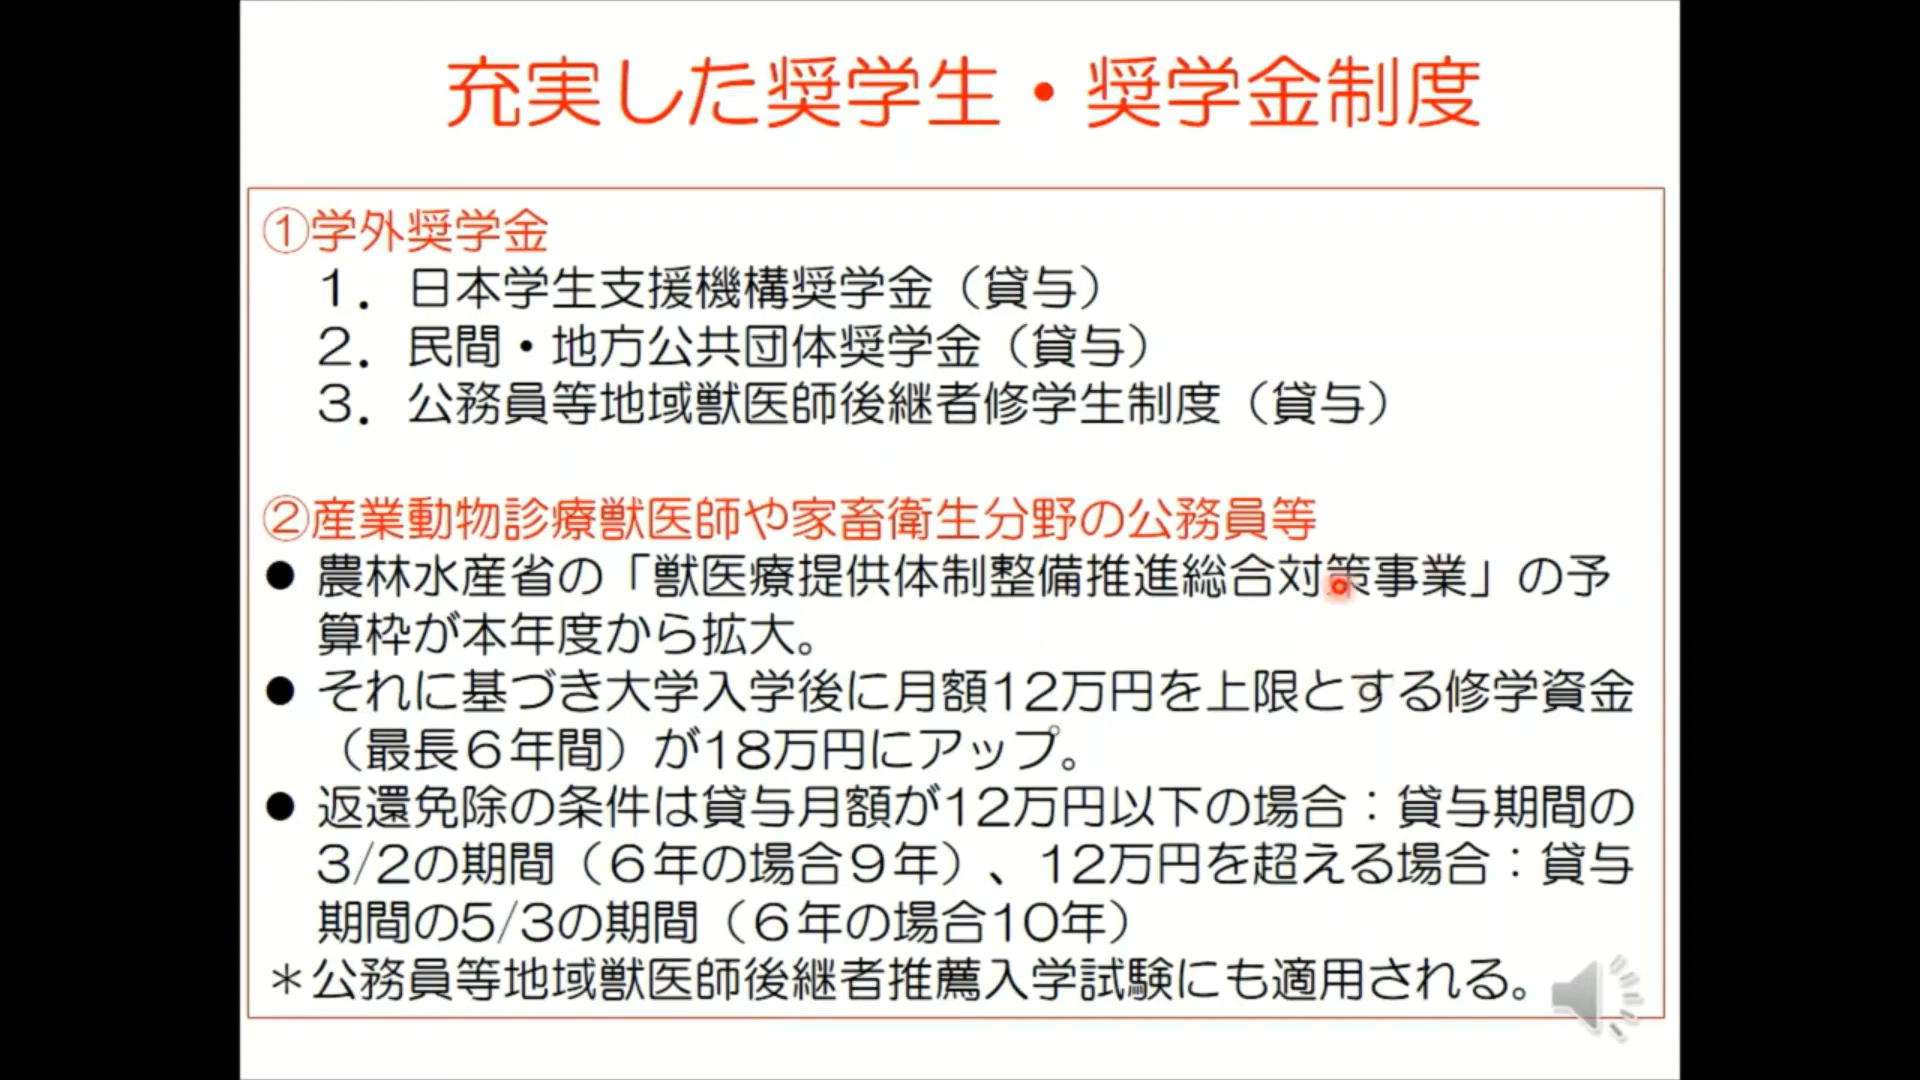 充実した奨学生・奨学金制度
①学外奨学金
１．日本学生支援機構奨学金（貸与）
２．民間・地方公共団体奨学金（貸与）
３．公務員等地域獣医師後継者修学生制度（貸与）
②産業動物診療獣医師や家畜衛生分野の公務員等
● 農林水産省の「獣医療提供体制整備推進総合対策事業」の予
算枠が本年度から拡大。
● それに基づき大学入学後に月額12万円を上限とする修学資金
（最長６年間）が18万円にアップ。
● 返還免除の条件は貸与月額が12万円以下の場合：貸与期間の
3/2の期間（６年の場合９年）、12万円を超える場合：貸与
期間の5/3の期間（６年の場合10年）
＊公務員等地域獣医師後継者推薦入学試験にも適用される。